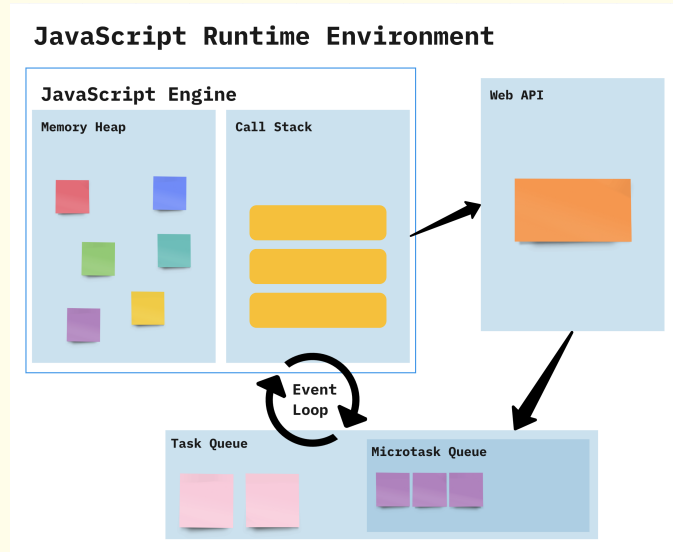 JavaScript Runtime Environment
JavaScript Engine
Memory Heap
Call Stack
Web API
Event
Loop
Task Queue
Microtask Queue